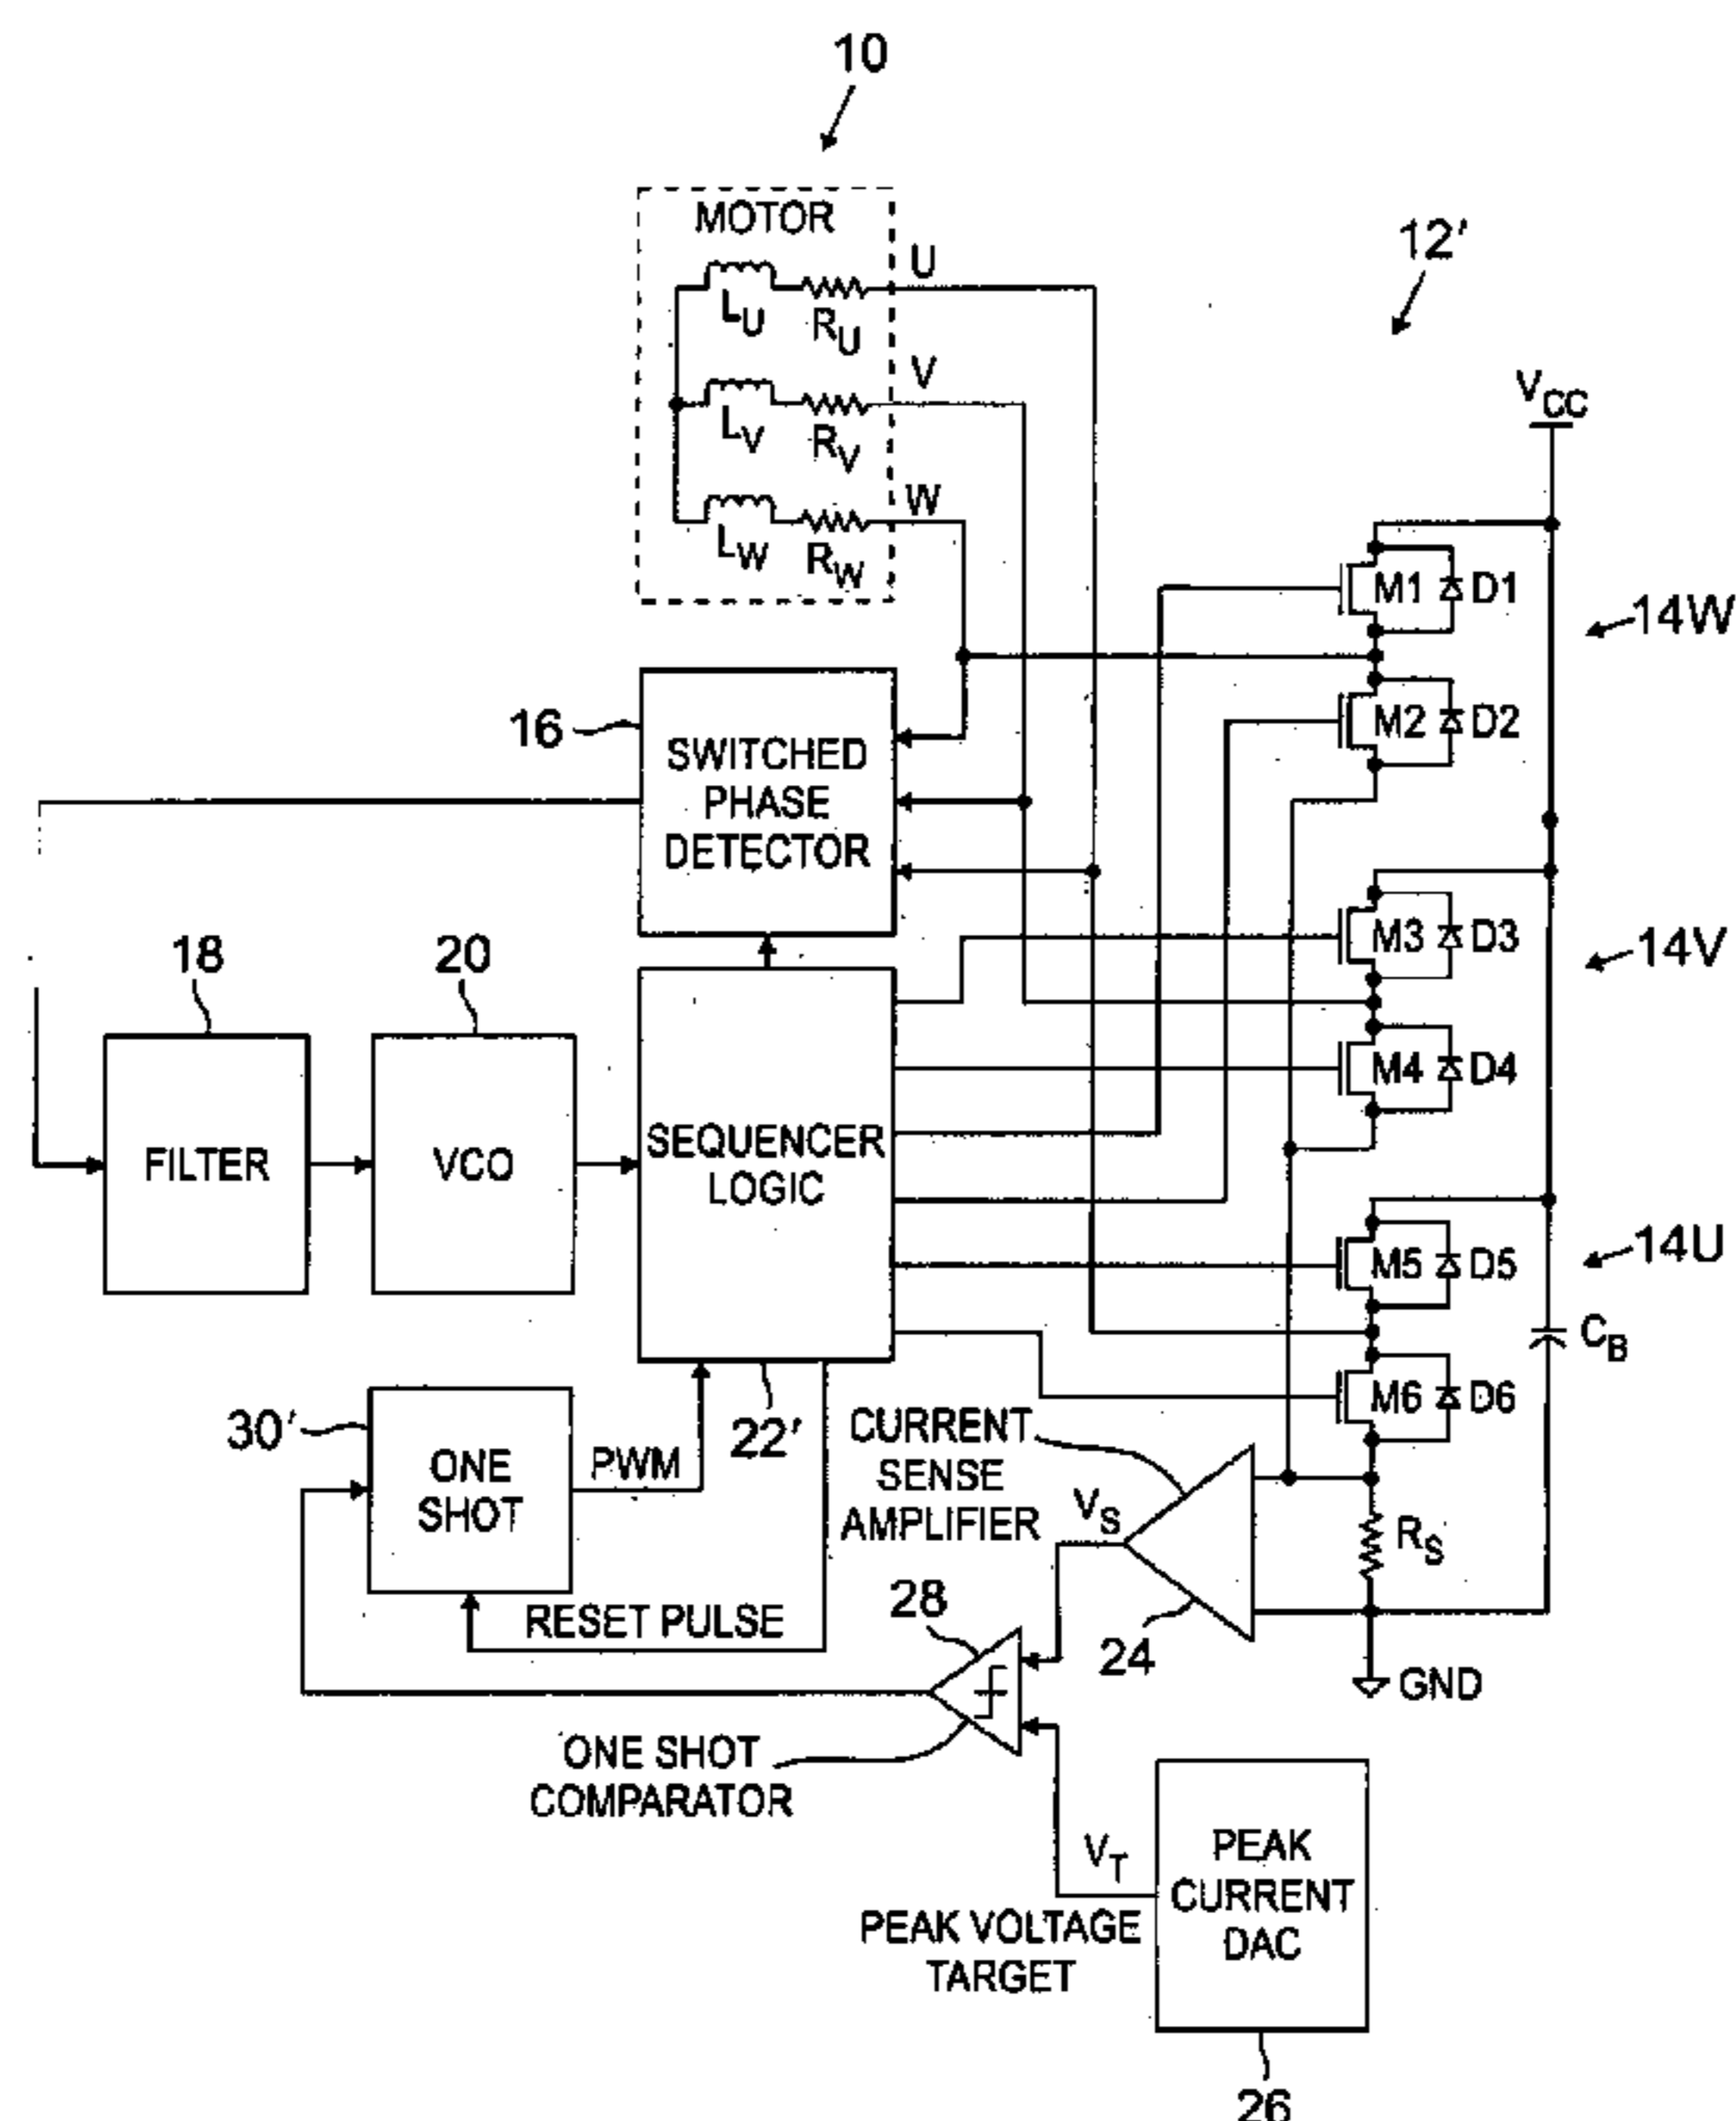 10
MOTOR
U
L_U
R_U
12'
V
L_V
R_V
V_CC
W
L_W
R_W
M1
D1
14W
16
SWITCHED
PHASE
DETECTOR
M2
D2
18
20
M3
D3
14V
FILTER
VCO
SEQUENCER
LOGIC
M4
D4
M5
D5
14U
C_B
30'
ONE
SHOT
PWM
22'
CURRENT
SENSE
AMPLIFIER
M6
D6
V_S
R_S
RESET PULSE
28
24
GND
ONE SHOT
COMPARATOR
V_T
PEAK VOLTAGE
TARGET
PEAK
CURRENT
DAC
26